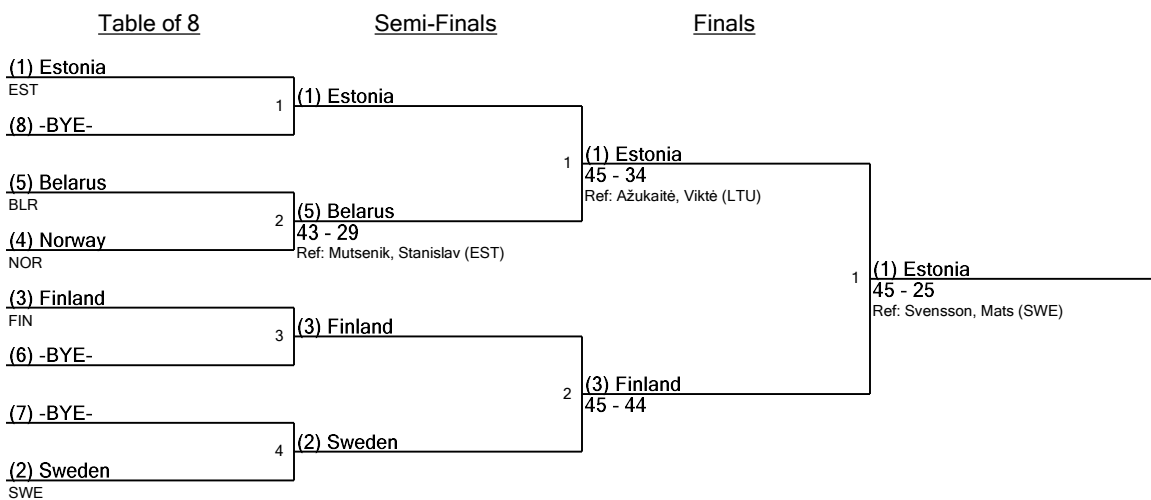 Table of 8
Semi-Finals
Finals
(1) Estonia
EST
1
(8) -BYE-
(5) Belarus
BLR
2
(4) Norway
NOR
(3) Finland
FIN
3
(6) -BYE-
(7) -BYE-
4
(2) Sweden
SWE
(1) Estonia
1
(5) Belarus
43 - 29
Ref: Mutsenik, Stanislav (EST)
(3) Finland
2
(2) Sweden
(1) Estonia
45 - 34
Ref: Ažukaitė, Viktė (LTU)
1
(3) Finland
45 - 44
(1) Estonia
45 - 25
Ref: Svensson, Mats (SWE)